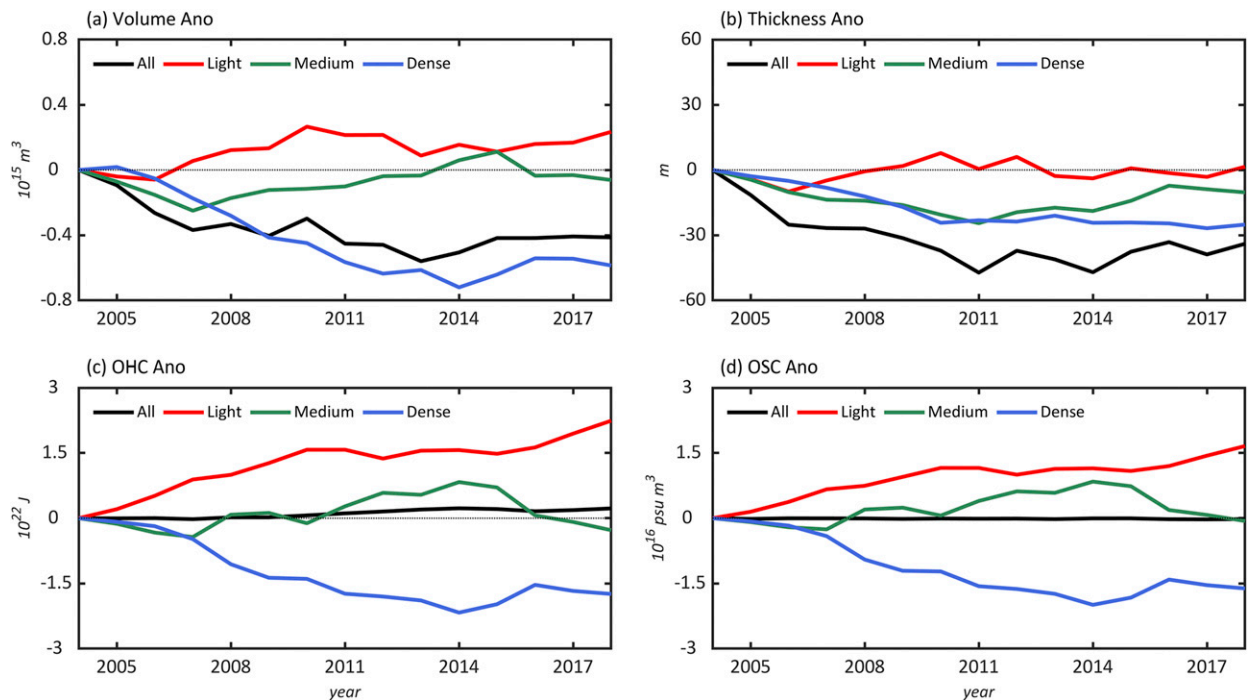 (a) Volume Ano
0.8
All Light Medium Dense
0.4
0
-0.4
-0.8
10^15 m^3
2005 2008 2011 2014 2017
(b) Thickness Ano
60
All Light Medium Dense
30
0
-30
-60
m
2005 2008 2011 2014 2017
(c) OHC Ano
3
All Light Medium Dense
1.5
0
-1.5
-3
10^22 J
2005 2008 2011 2014 2017
year
(d) OSC Ano
3
All Light Medium Dense
1.5
0
-1.5
-3
10^16 psu m^3
2005 2008 2011 2014 2017
year